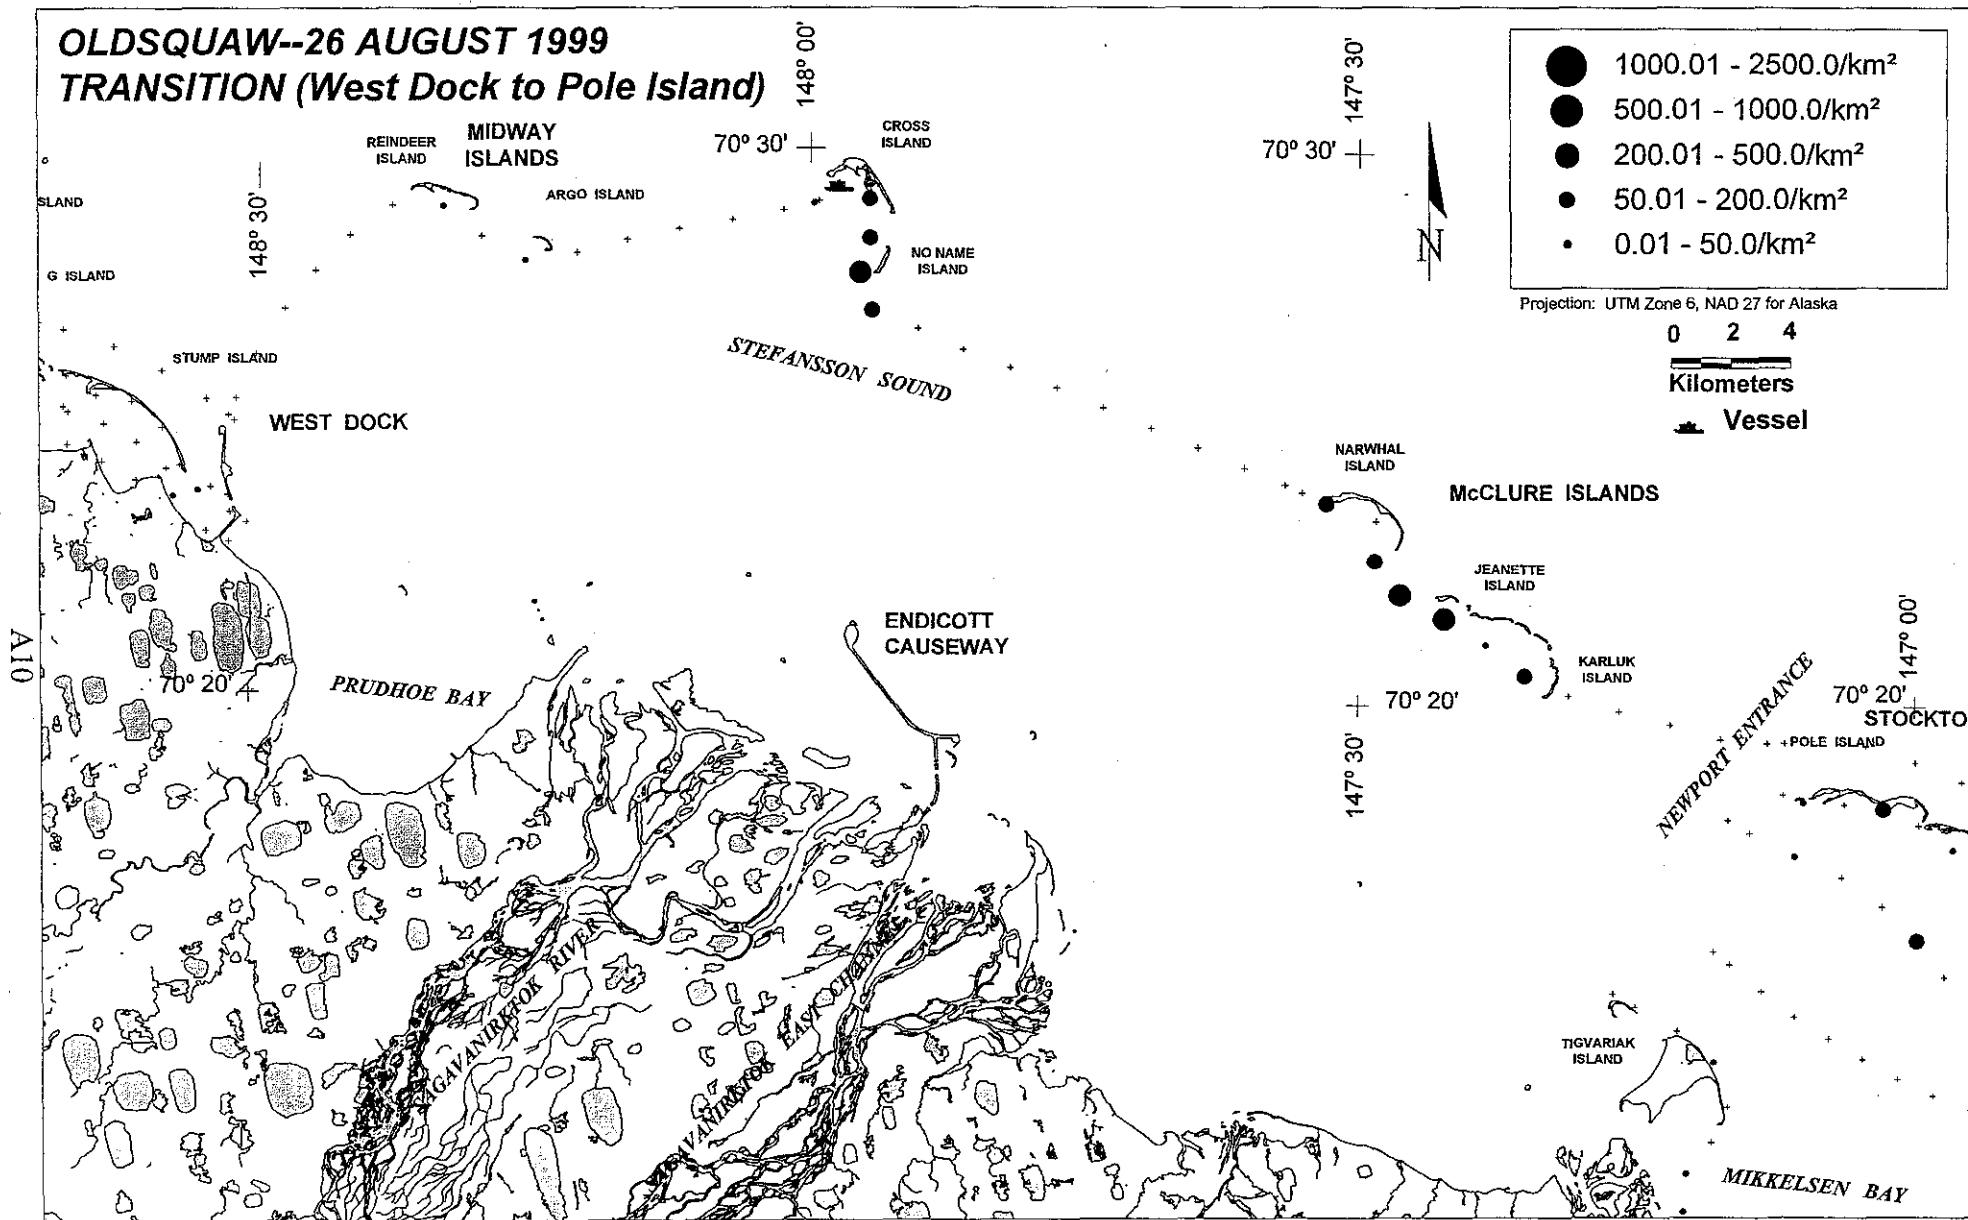 OLDSQUAW--26 AUGUST 1999
TRANSITION (West Dock to Pole Island)
148° 00'
147° 30'
1000.01 - 2500.0/km²
500.01 - 1000.0/km²
200.01 - 500.0/km²
50.01 - 200.0/km²
0.01 - 50.0/km²
Projection: UTM Zone 6, NAD 27 for Alaska
0 2 4
Kilometers
Vessel
N
REINDEER
ISLAND
MIDWAY
ISLANDS
70° 30'
CROSS
ISLAND
70° 30'
SLAND
148° 30'
ARGO ISLAND
G ISLAND
NO NAME
ISLAND
STUMP ISLAND
STEFANSSON SOUND
WEST DOCK
NARWHAL
ISLAND
McCLURE ISLANDS
JEANETTE
ISLAND
ENDICOTT
CAUSEWAY
KARLUK
ISLAND
147° 00'
A10
70° 20'
PRUDHOE BAY
70° 20'
70° 20'
STOCKTO
147° 30'
NEWPORT ENTRANCE
POLE ISLAND
SAGAVANIRKTOK RIVER
SAGAVANIRKTOK EAST CHANNEL
TIGVARIAK
ISLAND
MIKKELSEN BAY